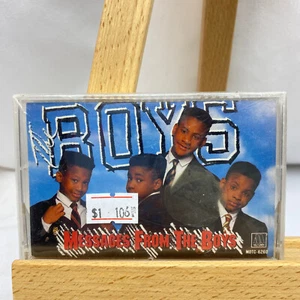 The
BOYS
MESSAGES FROM THE BOYS
$1